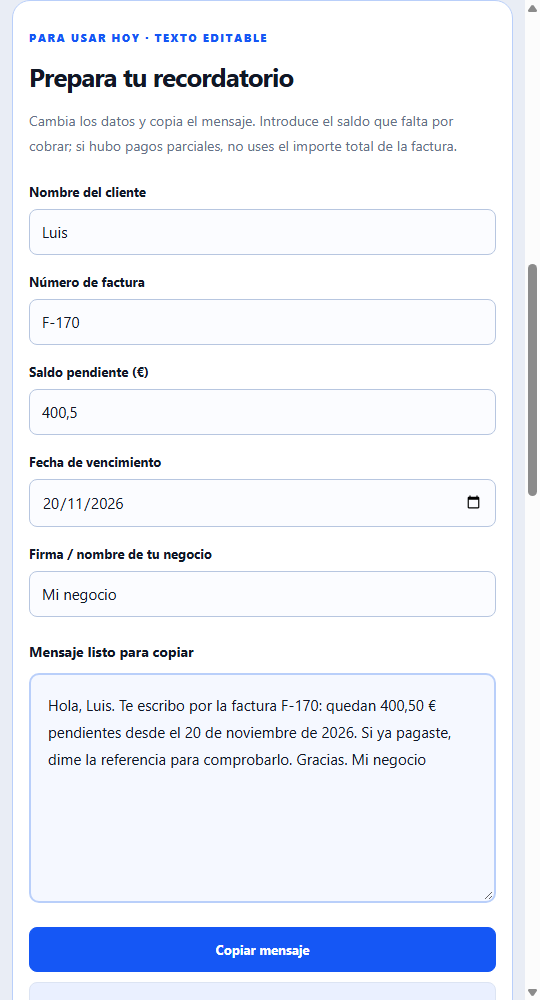 PARA USAR HOY · TEXTO EDITABLE
Prepara tu recordatorio
Cambia los datos y copia el mensaje. Introduce el saldo que falta por
cobrar; si hubo pagos parciales, no uses el importe total de la factura.
Nombre del cliente
Luis
Número de factura
F-170
Saldo pendiente (€)
400,5
Fecha de vencimiento
20/11/2026
Firma / nombre de tu negocio
Mi negocio
Mensaje listo para copiar
Hola, Luis. Te escribo por la factura F-170: quedan 400,50 €
pendientes desde el 20 de noviembre de 2026. Si ya pagaste,
dime la referencia para comprobarlo. Gracias. Mi negocio
Copiar mensaje